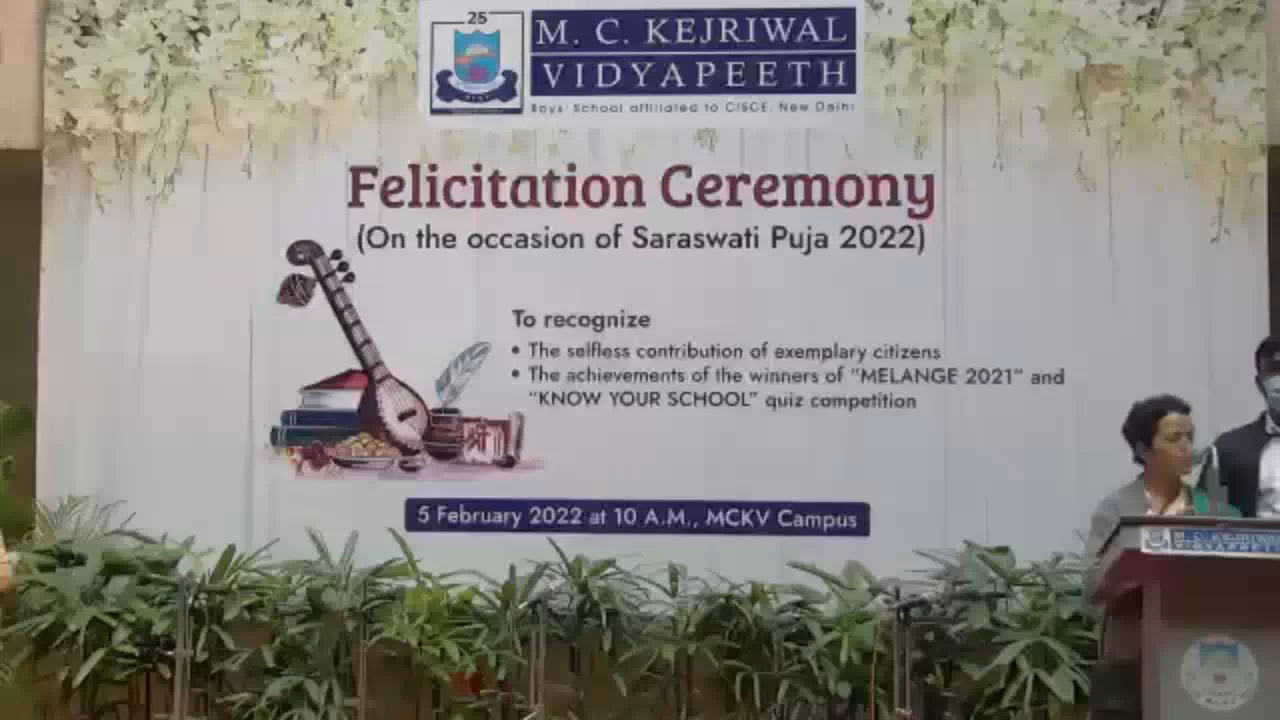 25
M. C. KEJRIWAL
VIDYAPEETH
Boys School affiliated to CISCE, New Delhi
Felicitation Ceremony
(On the occasion of Saraswati Puja 2022)
To recognize
• The selfless contribution of exemplary citizens
• The achievements of the winners of "MELANGE 2021" and
"KNOW YOUR SCHOOL" quiz competition
5 February 2022 at 10 A.M., MCKV Campus
M. C. KEJRIWAL
VIDYAPEETH